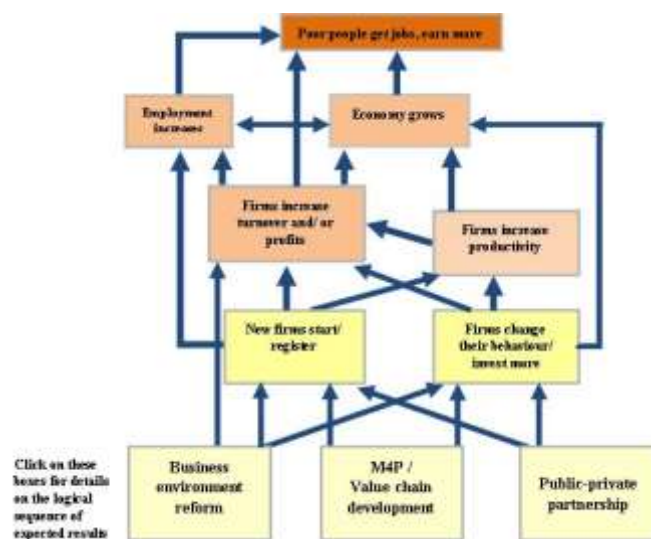 Poor people get jobs, earn more
Employment
increases
Economy grows
Firms increase
turnover and/ or
profits
Firms increase
productivity
New firms start/
register
Firms change
their behaviour/
invest more
Click on these
boxes for details
on the logical
sequence of
expected results
Business
environment
reform
M4P /
Value chain
development
Public-private
partnership